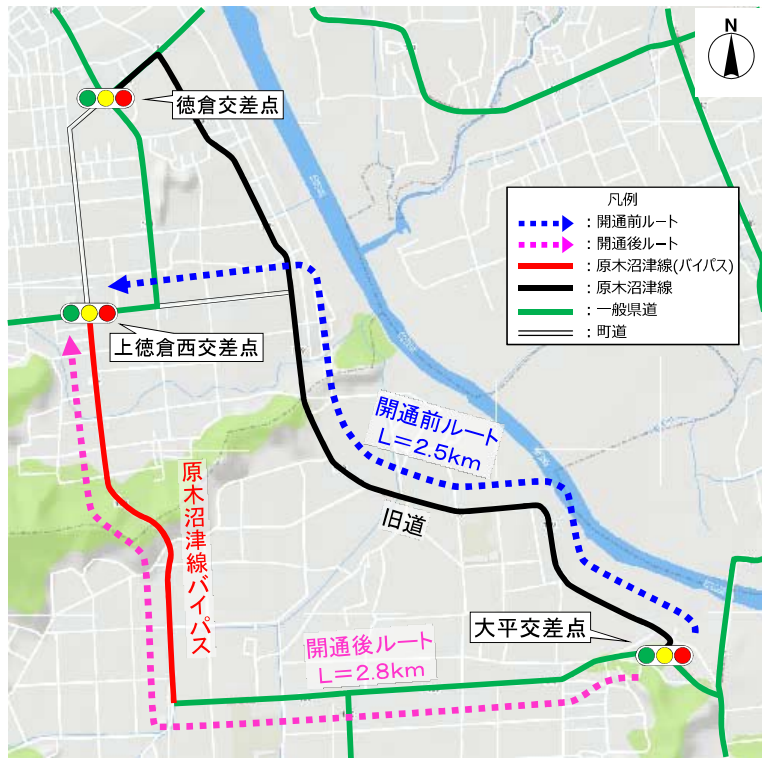 N
徳倉交差点
凡例
：開通前ルート
：開通後ルート
：原木沼津線(バイパス)
：原木沼津線
：一般県道
：町道
上徳倉西交差点
開通前ルート
L＝2.5km
原木沼津線バイパス
旧道
大平交差点
開通後ルート
L＝2.8km